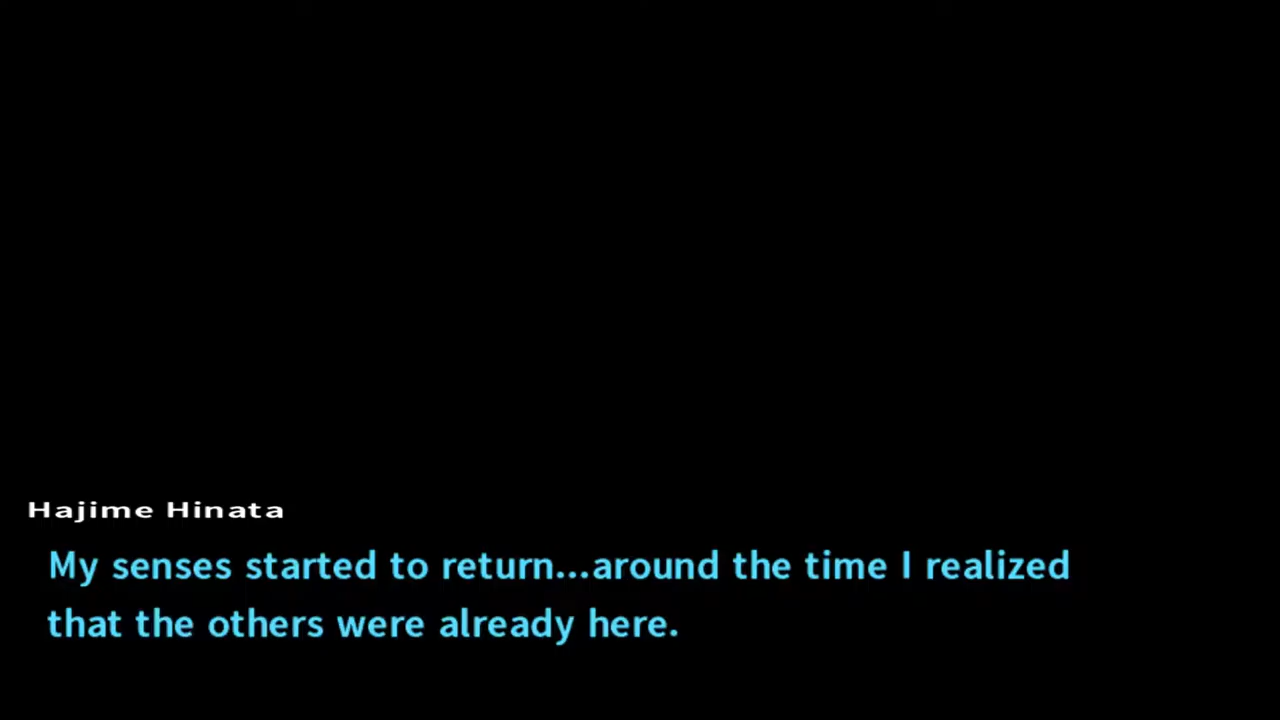 Hajime Hinata
My senses started to return...around the time I realized
that the others were already here.